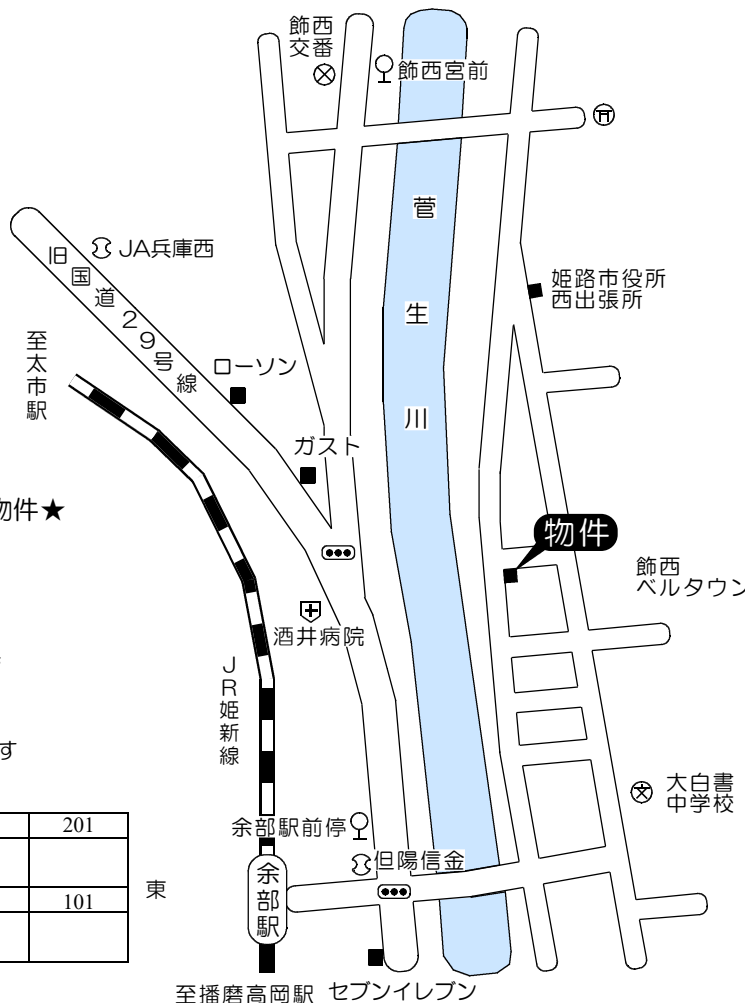 飾西
交番
飾西宮前
菅生川
JA兵庫西
旧国道29号線
姫路市役所
西出張所
至太市駅
ローソン
ガスト
物件★
物件
飾西
ベルタウン
酒井病院
JR姫新線
す
大白書
中学校
201
余部駅前停
但陽信金
101
東
余部駅
至播磨高岡駅
セブンイレブン